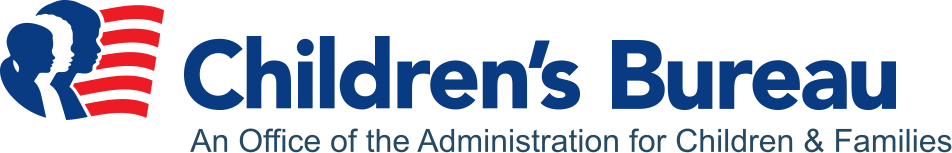 Children's Bureau
An Office of the Administration for Children & Families